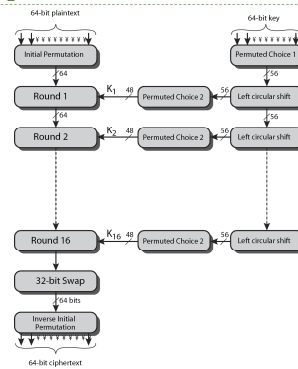 64-bit plaintext
64-bit key
Initial Permutation
Permuted Choice 1
64
56
Round 1
K1
48
Permuted Choice 2
56
Left circular shift
64
56
Round 2
K2
48
Permuted Choice 2
56
Left circular shift
Round 16
K16
48
Permuted Choice 2
56
Left circular shift
32-bit Swap
64 bits
Inverse Initial
Permutation
64-bit ciphertext